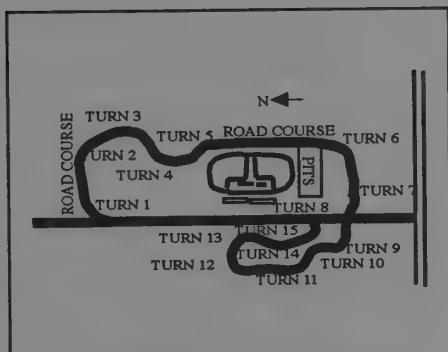 N
TURN 3
TURN 5
ROAD COURSE
TURN 6
ROAD COURSE
TURN 2
TURN 4
PITS
TURN 7
TURN 1
TURN 8
TURN 13
TURN 15
TURN 14
TURN 9
TURN 12
TURN 10
TURN 11